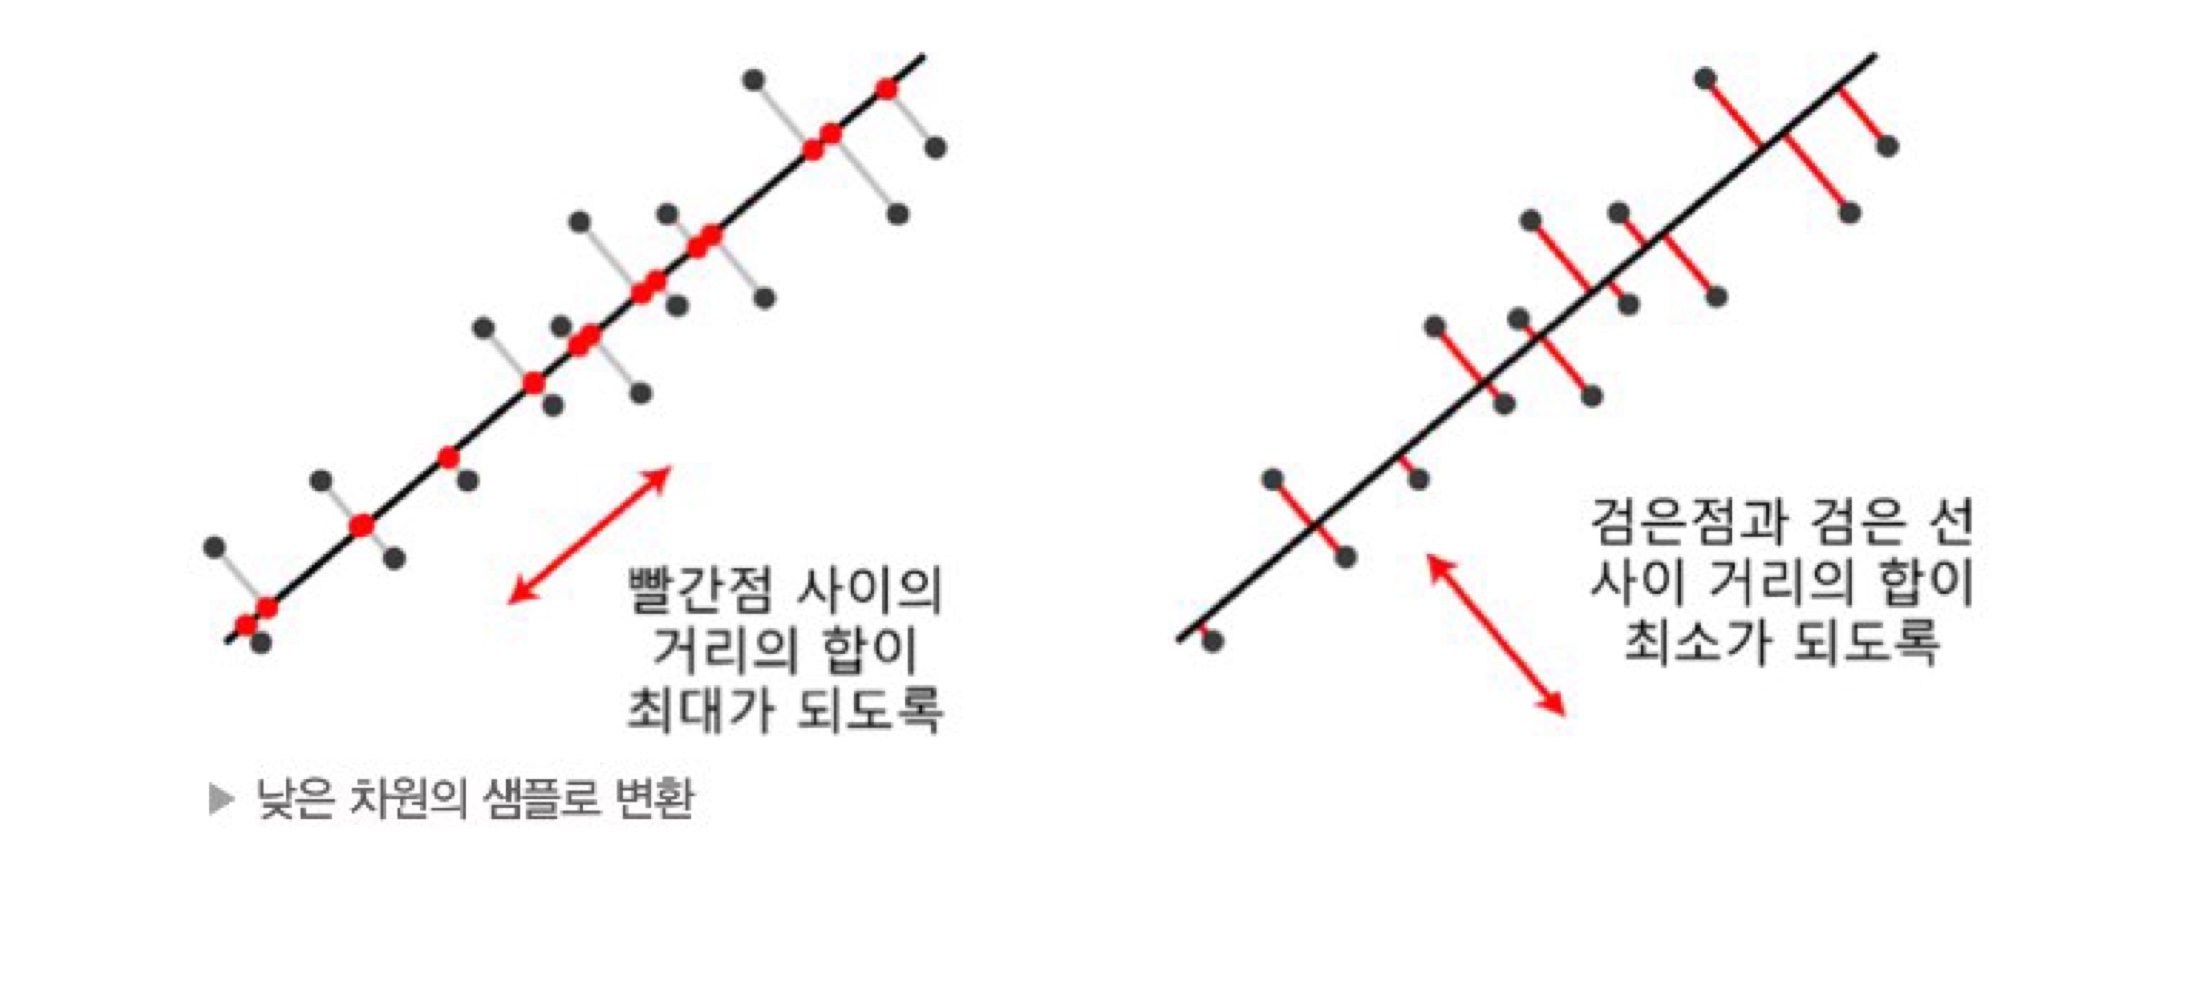 빨간점 사이의
거리의 합이
최대가 되도록
검은점과 검은 선
사이 거리의 합이
최소가 되도록
▶ 낮은 차원의 샘플로 변환